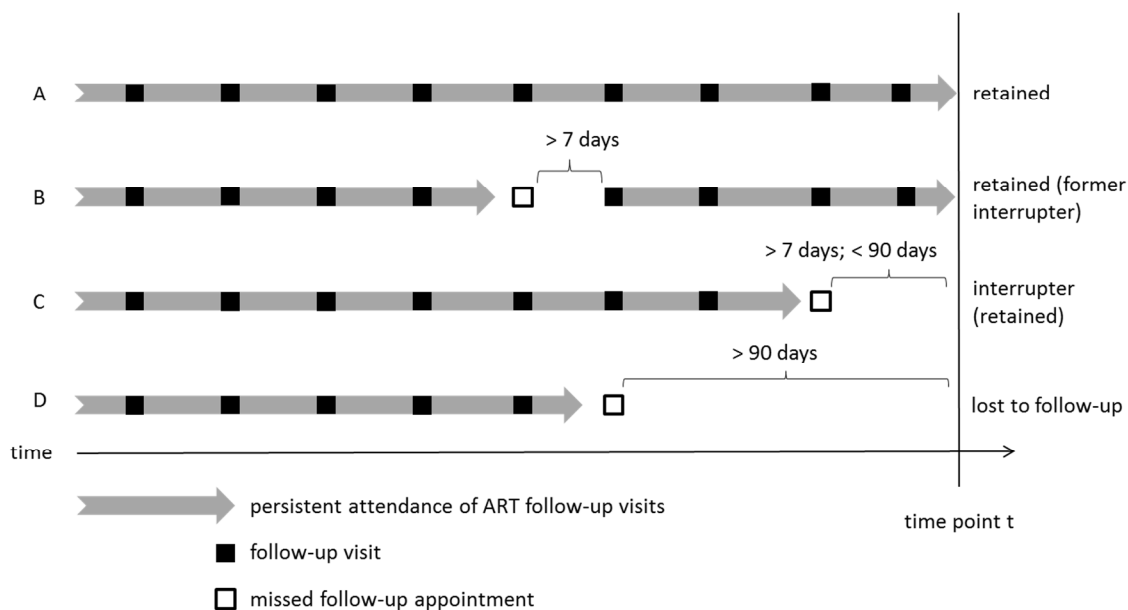 A
retained
> 7 days
B
retained (former
interrupter)
> 7 days; < 90 days
C
interrupter
(retained)
> 90 days
D
lost to follow-up
time
persistent attendance of ART follow-up visits
time point t
follow-up visit
missed follow-up appointment